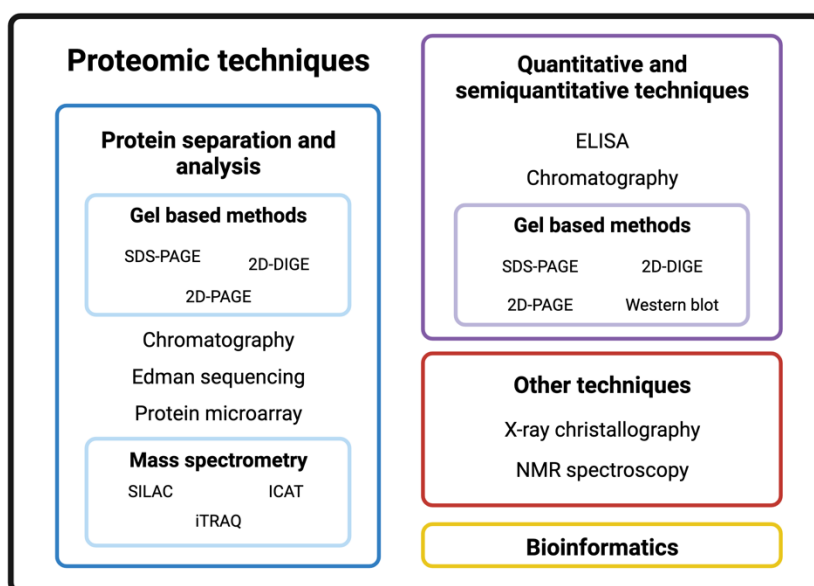 Proteomic techniques
Protein separation and
analysis
Gel based methods
SDS-PAGE
2D-DIGE
2D-PAGE
Chromatography
Edman sequencing
Protein microarray
Mass spectrometry
SILAC
ICAT
iTRAQ
Quantitative and
semiquantitative techniques
ELISA
Chromatography
Gel based methods
SDS-PAGE
2D-DIGE
2D-PAGE
Western blot
Other techniques
X-ray christallography
NMR spectroscopy
Bioinformatics